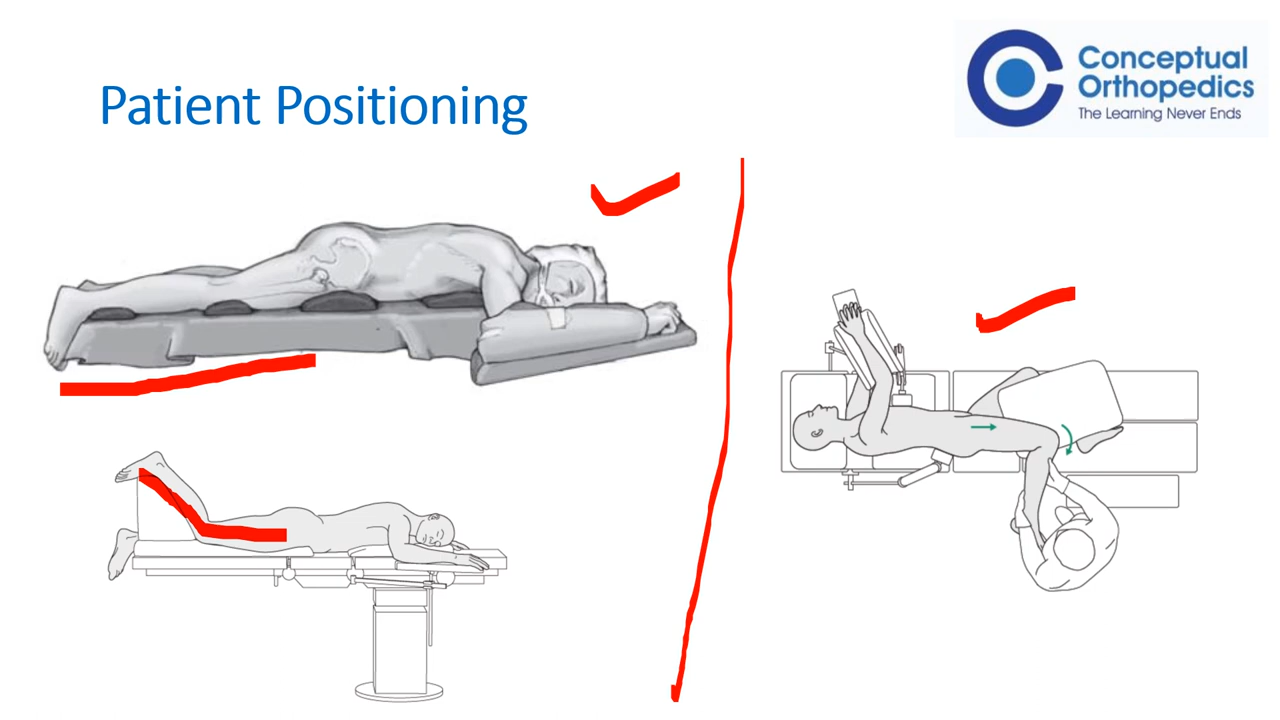 Patient Positioning
Conceptual
Orthopedics
The Learning Never Ends